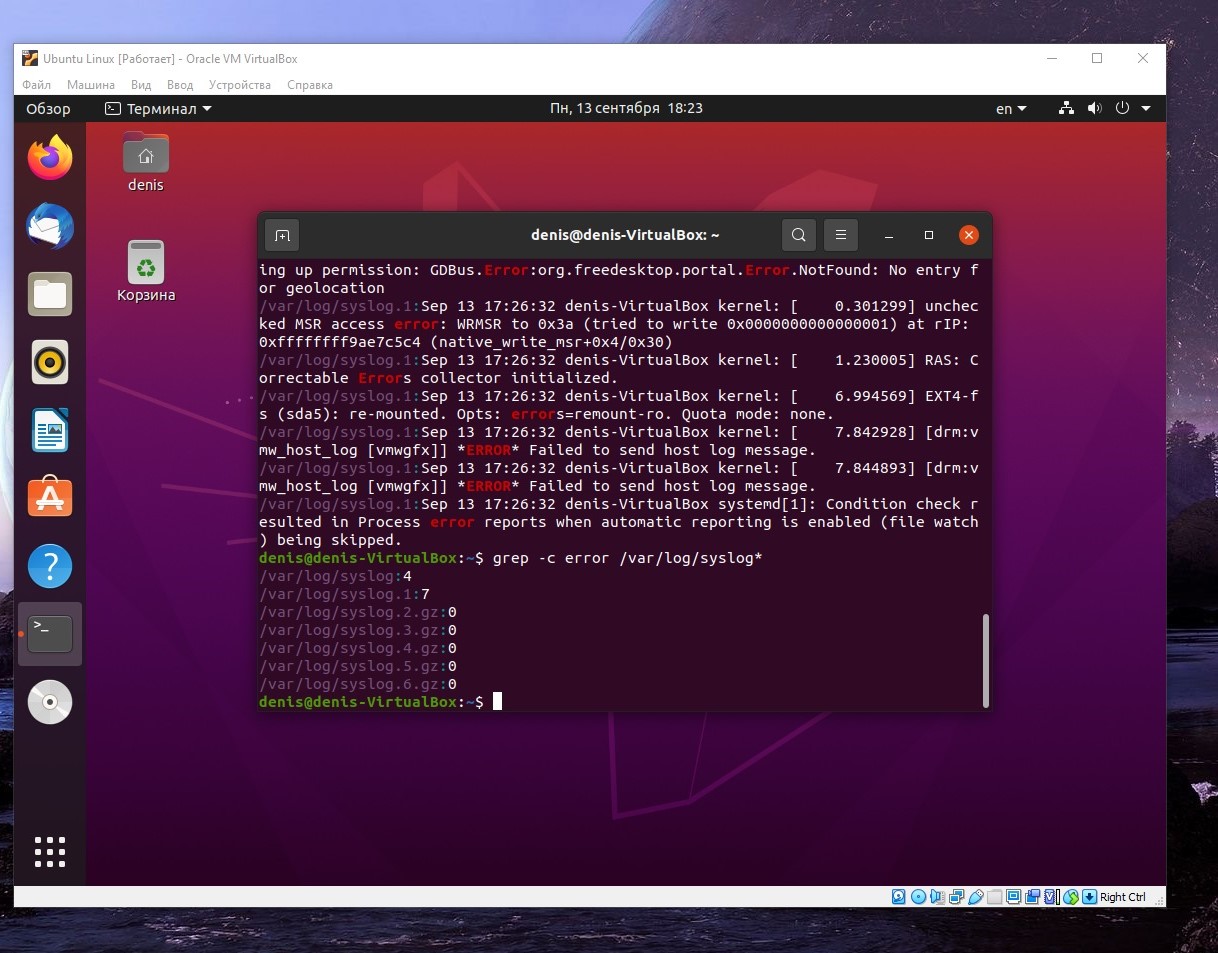 Ubuntu Linux [Работает] - Oracle VM VirtualBox
Файл Машина Вид Ввод Устройства Справка
Обзор Терминал Пн, 13 сентября 18:23 en
denis
Корзина
denis@denis-VirtualBox: ~
ing up permission: GDBus.Error:org.freedesktop.portal.Error.NotFound: No entry f
or geolocation
/var/log/syslog.1:Sep 13 17:26:32 denis-VirtualBox kernel: [    0.301299] unchec
ked MSR access error: WRMSR to 0x3a (tried to write 0x0000000000000001) at rIP:
0xffffffff9ae7c5c4 (native_write_msr+0x4/0x30)
/var/log/syslog.1:Sep 13 17:26:32 denis-VirtualBox kernel: [    1.230005] RAS: C
orrectable Errors collector initialized.
/var/log/syslog.1:Sep 13 17:26:32 denis-VirtualBox kernel: [    6.994569] EXT4-f
s (sda5): re-mounted. Opts: errors=remount-ro. Quota mode: none.
/var/log/syslog.1:Sep 13 17:26:32 denis-VirtualBox kernel: [    7.842928] [drm:v
mw_host_log [vmwgfx]] *ERROR* Failed to send host log message.
/var/log/syslog.1:Sep 13 17:26:32 denis-VirtualBox kernel: [    7.844893] [drm:v
mw_host_log [vmwgfx]] *ERROR* Failed to send host log message.
/var/log/syslog.1:Sep 13 17:26:32 denis-VirtualBox systemd[1]: Condition check r
esulted in Process error reports when automatic reporting is enabled (file watch
) being skipped.
denis@denis-VirtualBox:~$ grep -c error /var/log/syslog*
/var/log/syslog:4
/var/log/syslog.1:7
/var/log/syslog.2.gz:0
/var/log/syslog.3.gz:0
/var/log/syslog.4.gz:0
/var/log/syslog.5.gz:0
/var/log/syslog.6.gz:0
denis@denis-VirtualBox:~$
Right Ctrl